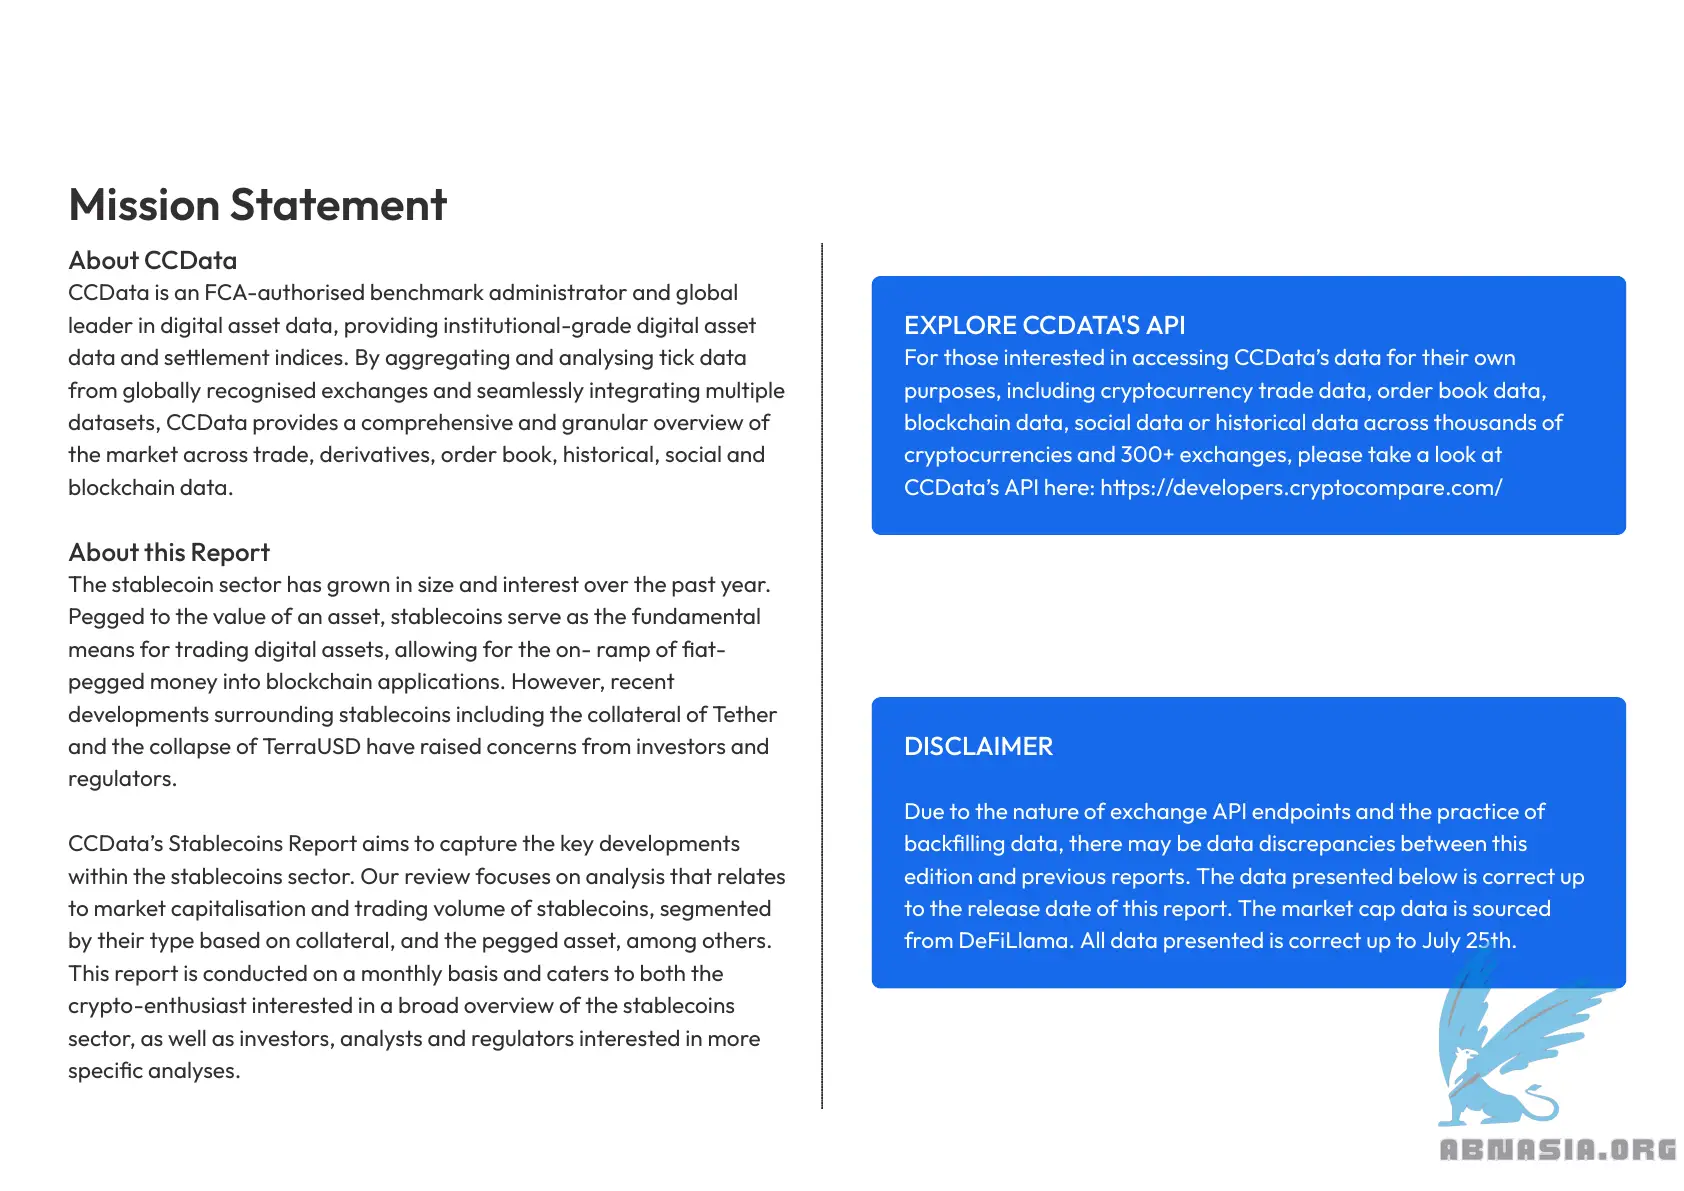 Mission Statement
About CCData
CCData is an FCA-authorised benchmark administrator and global
leader in digital asset data, providing institutional-grade digital asset
data and settlement indices. By aggregating and analysing tick data
from globally recognised exchanges and seamlessly integrating multiple
datasets, CCData provides a comprehensive and granular overview of
the market across trade, derivatives, order book, historical, social and
blockchain data.
About this Report
The stablecoin sector has grown in size and interest over the past year.
Pegged to the value of an asset, stablecoins serve as the fundamental
means for trading digital assets, allowing for the on- ramp of fiat-
pegged money into blockchain applications. However, recent
developments surrounding stablecoins including the collateral of Tether
and the collapse of TerraUSD have raised concerns from investors and
regulators.
CCData’s Stablecoins Report aims to capture the key developments
within the stablecoins sector. Our review focuses on analysis that relates
to market capitalisation and trading volume of stablecoins, segmented
by their type based on collateral, and the pegged asset, among others.
This report is conducted on a monthly basis and caters to both the
crypto-enthusiast interested in a broad overview of the stablecoins
sector, as well as investors, analysts and regulators interested in more
specific analyses.
EXPLORE CCDATA'S API
For those interested in accessing CCData’s data for their own
purposes, including cryptocurrency trade data, order book data,
blockchain data, social data or historical data across thousands of
cryptocurrencies and 300+ exchanges, please take a look at
CCData’s API here: https://developers.cryptocompare.com/
DISCLAIMER
Due to the nature of exchange API endpoints and the practice of
backfilling data, there may be data discrepancies between this
edition and previous reports. The data presented below is correct up
to the release date of this report. The market cap data is sourced
from DeFiLlama. All data presented is correct up to July 25th.
ABNASIA.ORG